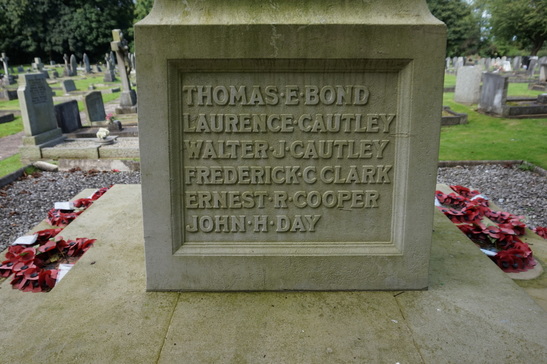 THOMAS·E·BOND
LAURENCE·CAUTLEY
WALTER·J·CAUTLEY
FREDERICK·C·CLARK
ERNEST·R·COOPER
JOHN·H·DAY